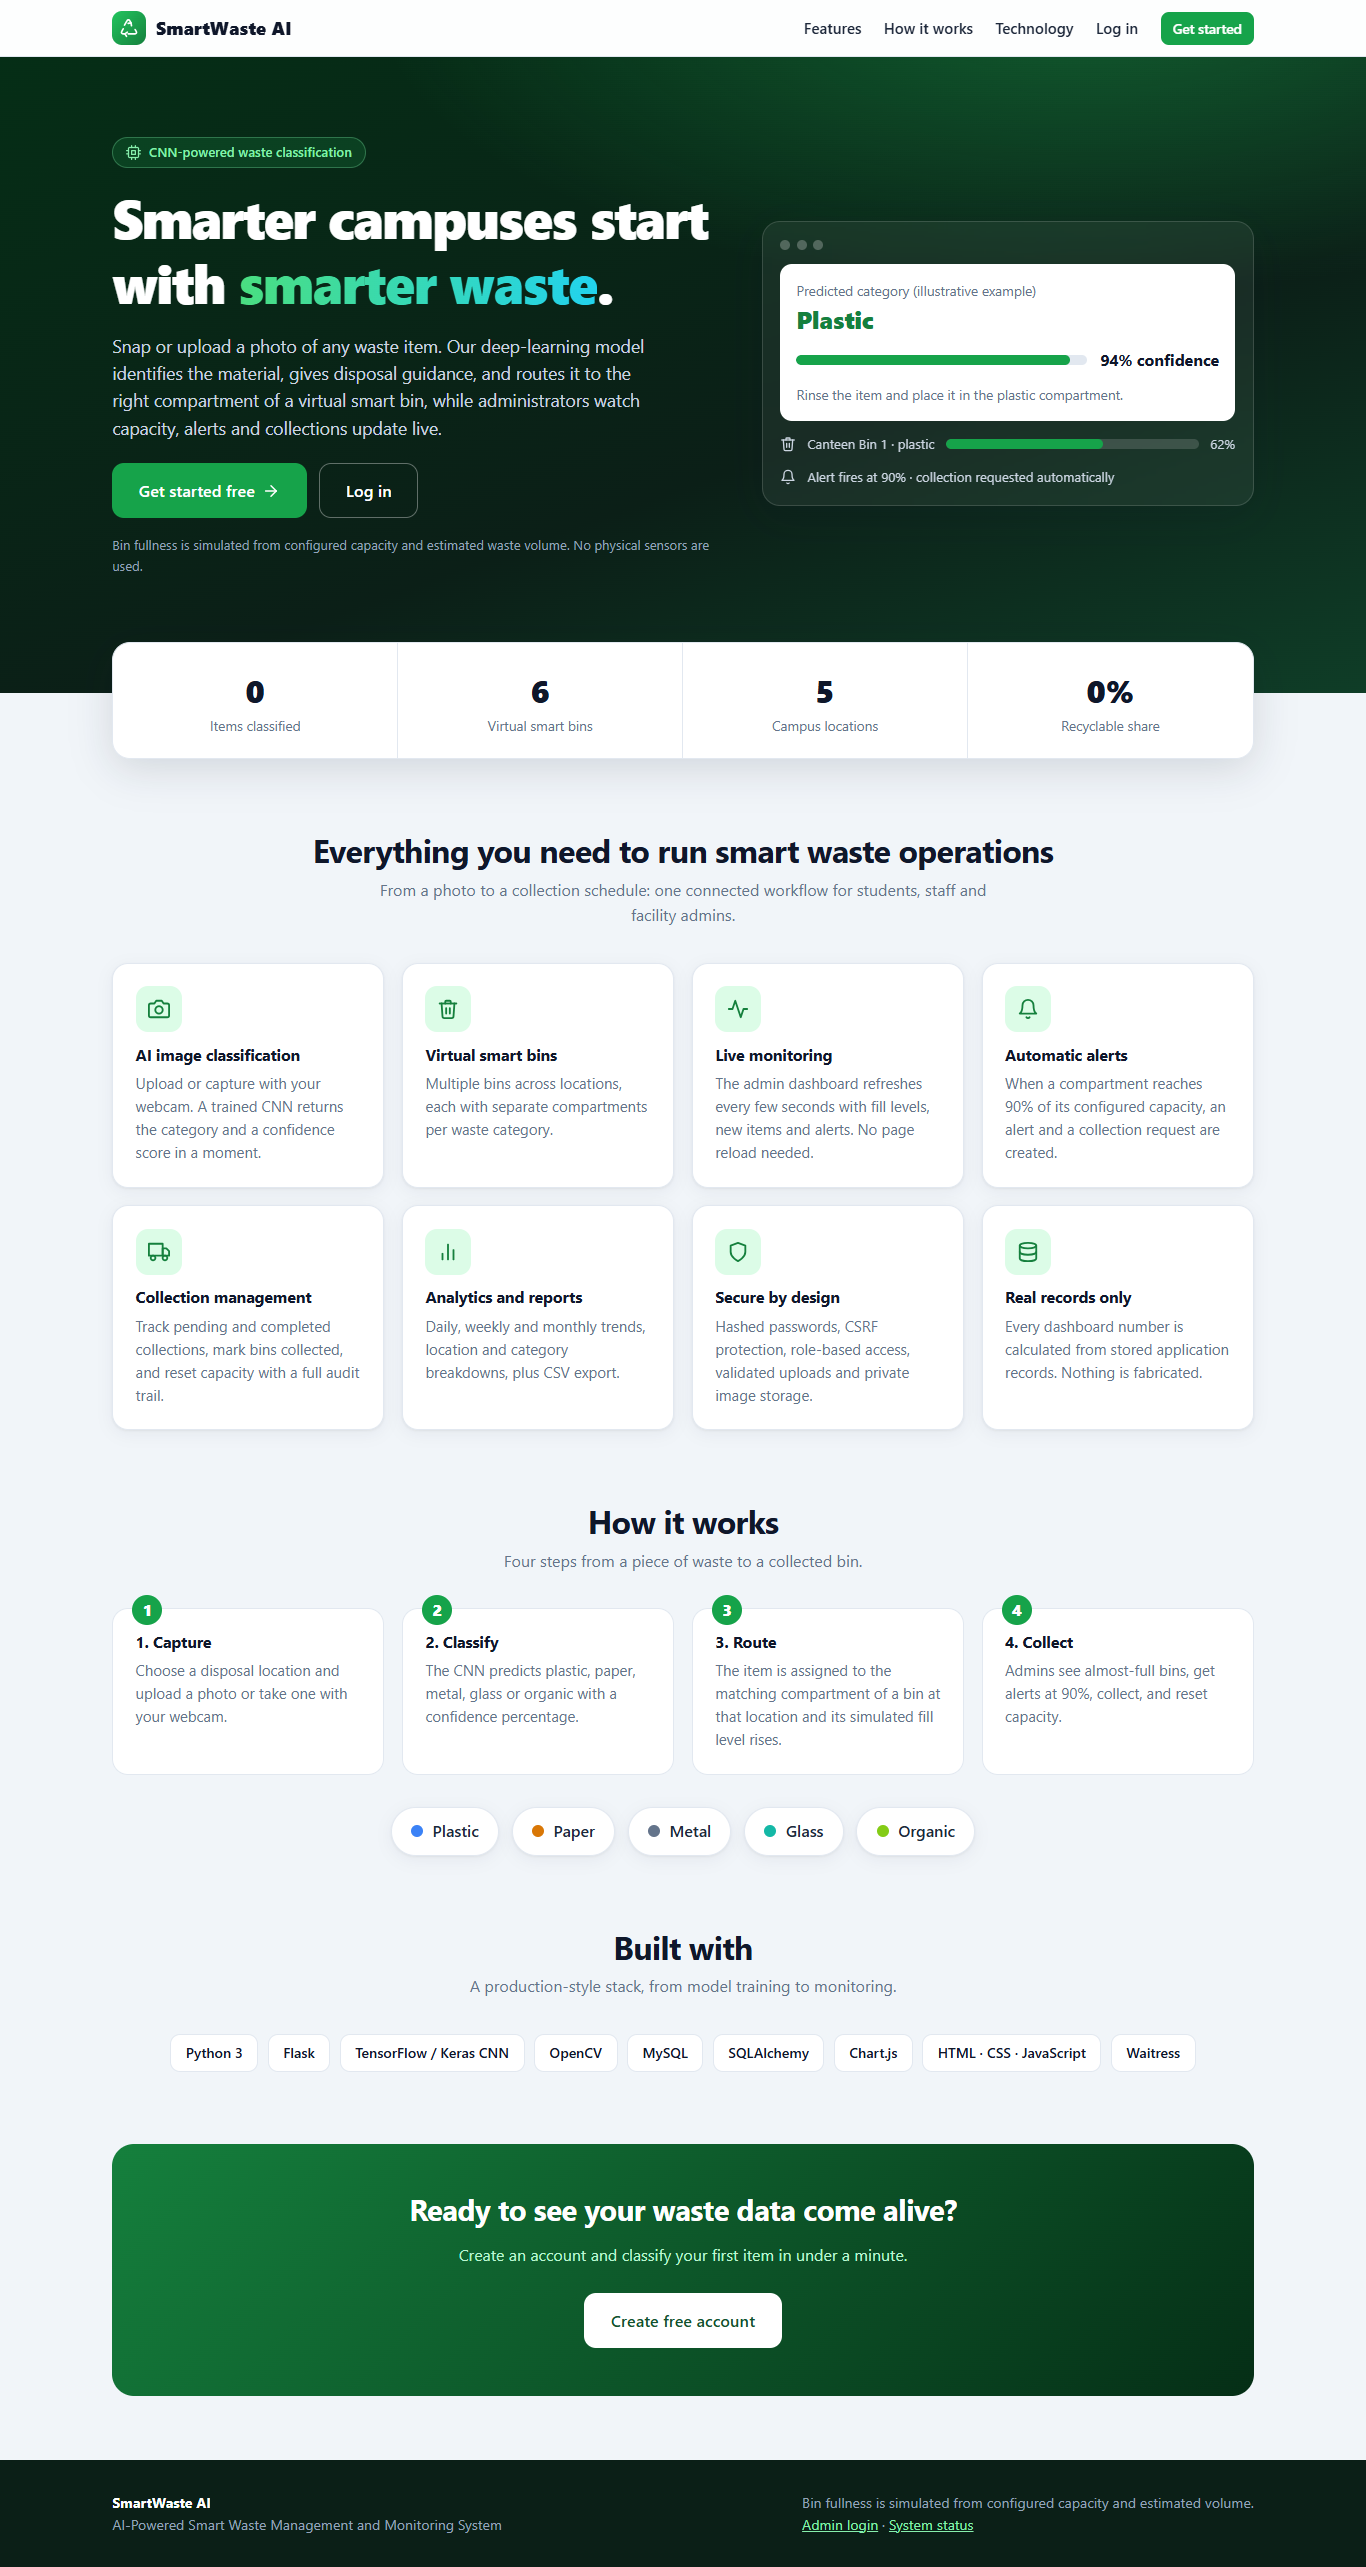 SmartWaste AI
Features
How it works
Technology
Log in
Get started
CNN-powered waste classification
Smarter campuses start
with smarter waste.
Snap or upload a photo of any waste item. Our deep-learning model
identifies the material, gives disposal guidance, and routes it to the
right compartment of a virtual smart bin, while administrators watch
capacity, alerts and collections update live.
Get started free →
Log in
Bin fullness is simulated from configured capacity and estimated waste volume. No physical sensors are
used.
Predicted category (illustrative example)
Plastic
94% confidence
Rinse the item and place it in the plastic compartment.
Canteen Bin 1 · plastic
62%
Alert fires at 90% · collection requested automatically
0
Items classified
6
Virtual smart bins
5
Campus locations
0%
Recyclable share
Everything you need to run smart waste operations
From a photo to a collection schedule: one connected workflow for students, staff and
facility admins.
AI image classification
Upload or capture with your
webcam. A trained CNN returns
the category and a confidence
score in a moment.
Virtual smart bins
Multiple bins across locations,
each with separate compartments
per waste category.
Live monitoring
The admin dashboard refreshes
every few seconds with fill levels,
new items and alerts. No page
reload needed.
Automatic alerts
When a compartment reaches
90% of its configured capacity, an
alert and a collection request are
created.
Collection management
Track pending and completed
collections, mark bins collected,
and reset capacity with a full audit
trail.
Analytics and reports
Daily, weekly and monthly trends,
location and category
breakdowns, plus CSV export.
Secure by design
Hashed passwords, CSRF
protection, role-based access,
validated uploads and private
image storage.
Real records only
Every dashboard number is
calculated from stored application
records. Nothing is fabricated.
How it works
Four steps from a piece of waste to a collected bin.
1
1. Capture
Choose a disposal location and
upload a photo or take one with
your webcam.
2
2. Classify
The CNN predicts plastic, paper,
metal, glass or organic with a
confidence percentage.
3
3. Route
The item is assigned to the
matching compartment of a bin at
that location and its simulated fill
level rises.
4
4. Collect
Admins see almost-full bins, get
alerts at 90%, collect, and reset
capacity.
Plastic
Paper
Metal
Glass
Organic
Built with
A production-style stack, from model training to monitoring.
Python 3
Flask
TensorFlow / Keras CNN
OpenCV
MySQL
SQLAlchemy
Chart.js
HTML · CSS · JavaScript
Waitress
Ready to see your waste data come alive?
Create an account and classify your first item in under a minute.
Create free account
SmartWaste AI
AI-Powered Smart Waste Management and Monitoring System
Bin fullness is simulated from configured capacity and estimated volume.
Admin login · System status